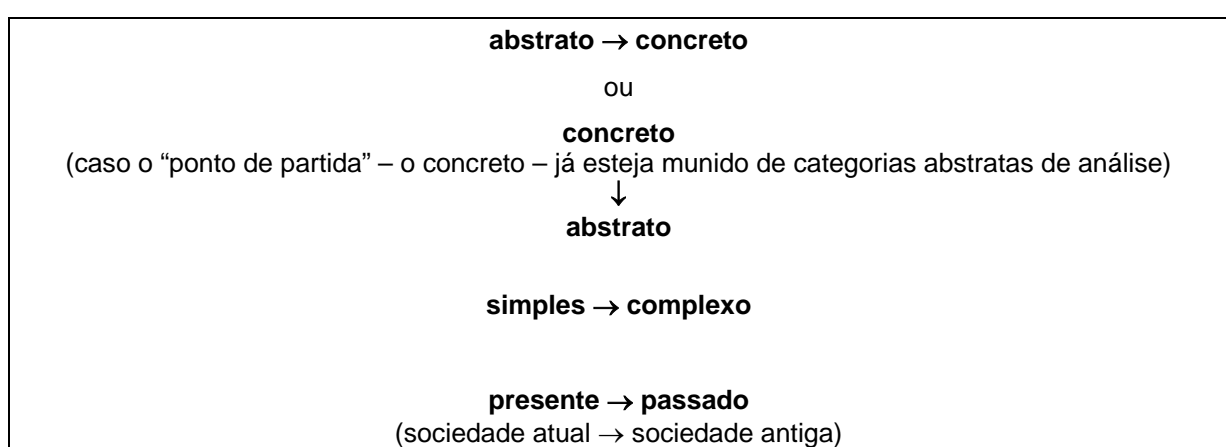 abstrato → concreto
ou
concreto
(caso o “ponto de partida” – o concreto – já esteja munido de categorias abstratas de análise)
↓
abstrato
simples → complexo
presente → passado
(sociedade atual → sociedade antiga)